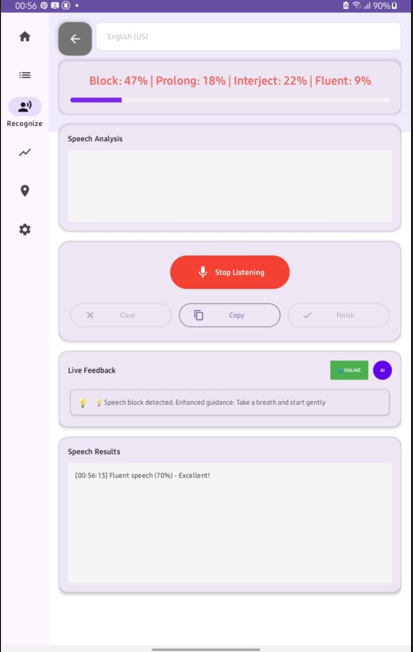 00:56
90%
English (US)
Block: 47% | Prolong: 18% | Interject: 22% | Fluent: 9%
Recognize
Speech Analysis
Stop Listening
Clear
Copy
Finish
Live Feedback
ONLINE
AI
Speech block detected. Enhanced guidance: Take a breath and start gently
Speech Results
[00:56:13] Fluent speech (70%) - Excellent!